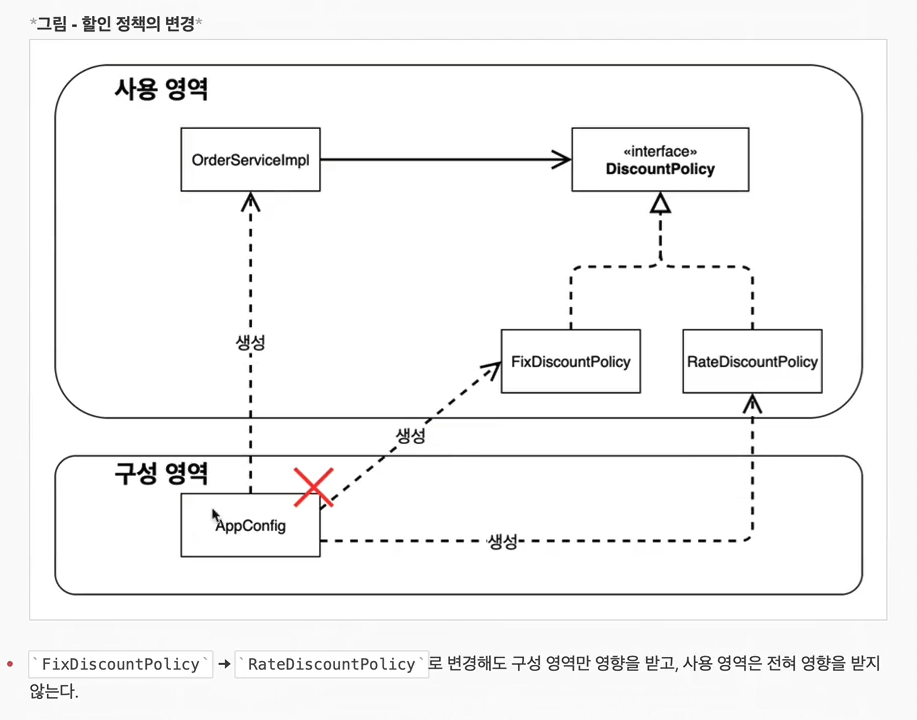 *그림 - 할인 정책의 변경*
사용 영역
OrderServiceImpl
«interface»
DiscountPolicy
생성
FixDiscountPolicy
RateDiscountPolicy
생성
구성 영역
AppConfig
생성
`FixDiscountPolicy` → `RateDiscountPolicy`로 변경해도 구성 영역만 영향을 받고, 사용 영역은 전혀 영향을 받지
않는다.